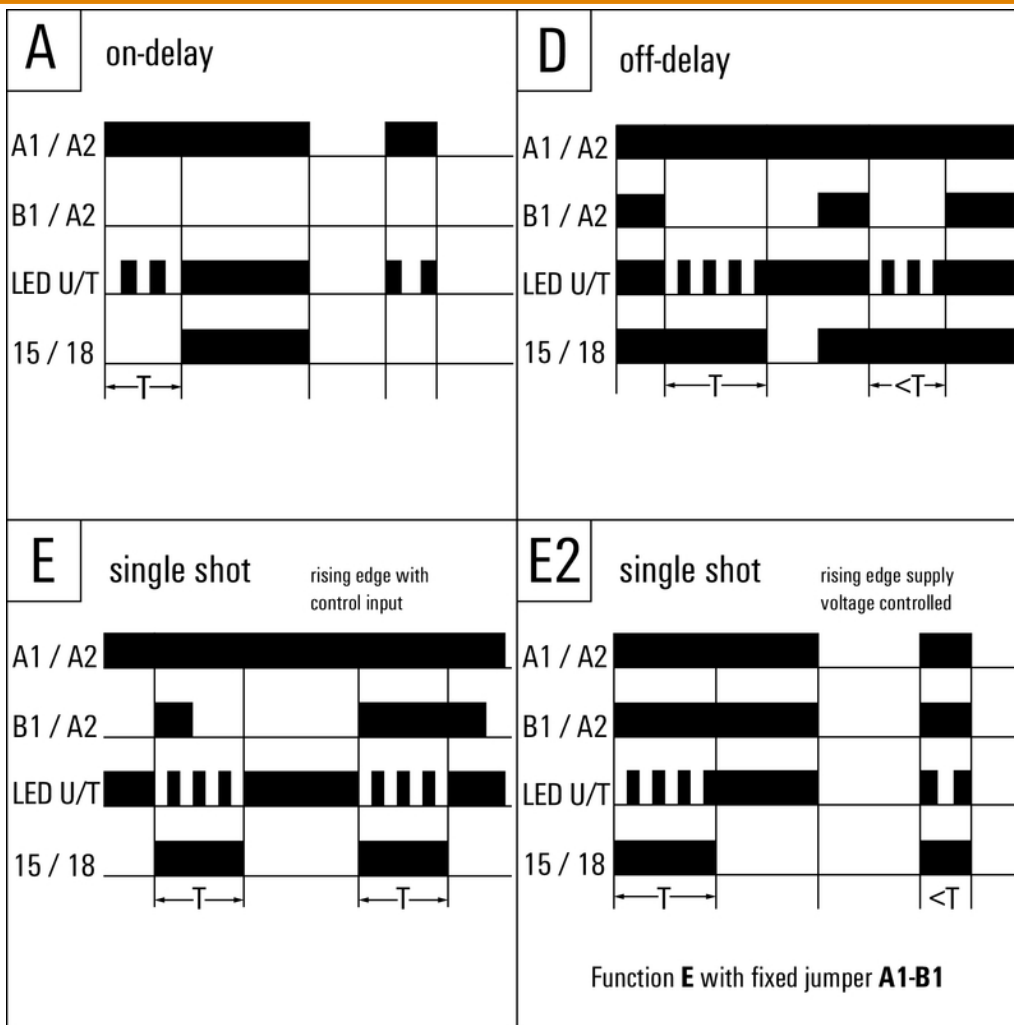 A
on-delay
A1 / A2
B1 / A2
LED U/T
15 / 18
T
D
off-delay
A1 / A2
B1 / A2
LED U/T
15 / 18
T
<T
E
single shot
rising edge with
control input
A1 / A2
B1 / A2
LED U/T
15 / 18
T
T
E2
single shot
rising edge supply
voltage controlled
A1 / A2
B1 / A2
LED U/T
15 / 18
T
<T
Function E with fixed jumper A1-B1